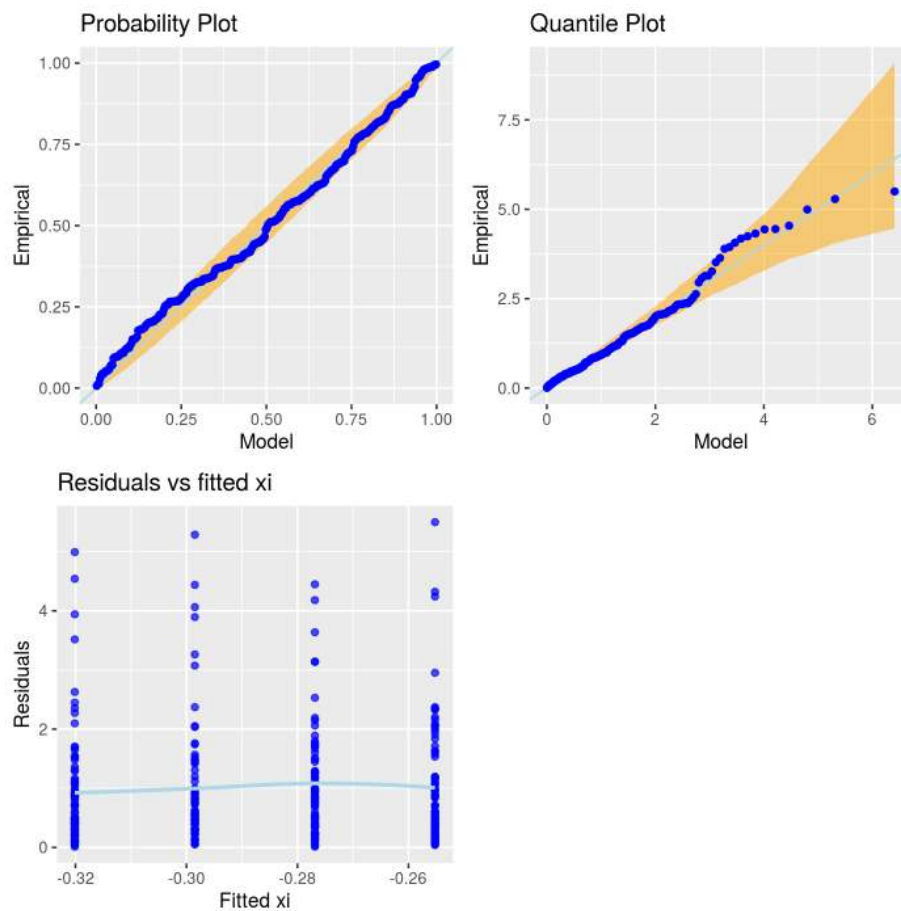 Probability Plot
1.00
0.75
0.50
0.25
0.00
Empirical
0.00 0.25 0.50 0.75 1.00
Model
Quantile Plot
7.5
5.0
2.5
0.0
Empirical
0 2 4 6
Model
Residuals vs fitted xi
4
2
0
Residuals
-0.32 -0.30 -0.28 -0.26
Fitted xi